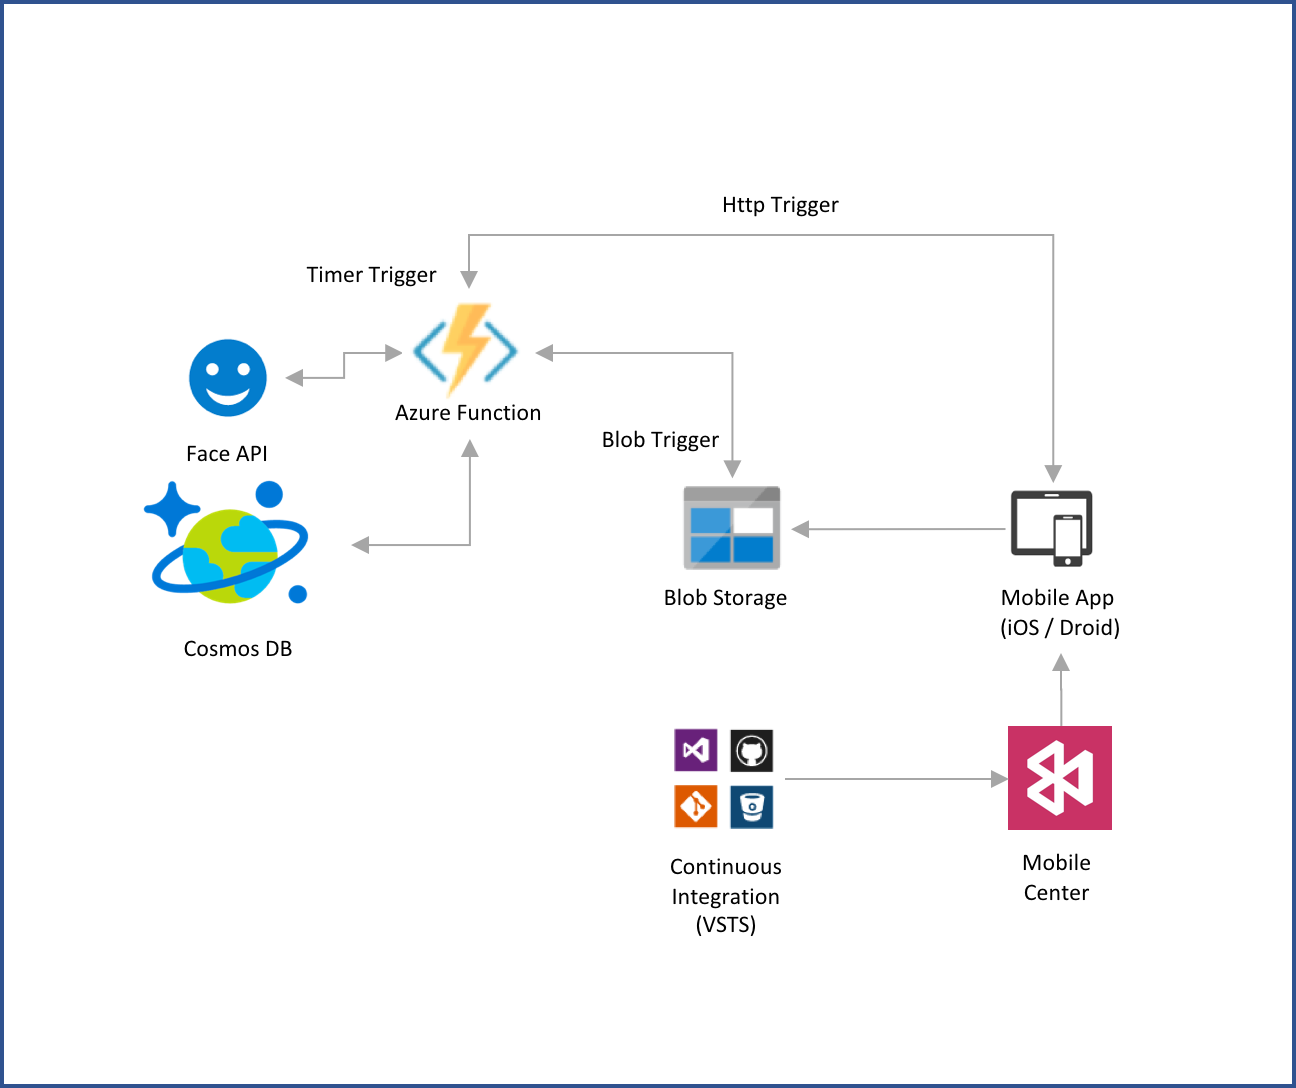 Http Trigger
Timer Trigger
Azure Function
Blob Trigger
Face API
Blob Storage
Mobile App
(iOS / Droid)
Cosmos DB
Continuous
Integration
(VSTS)
Mobile
Center